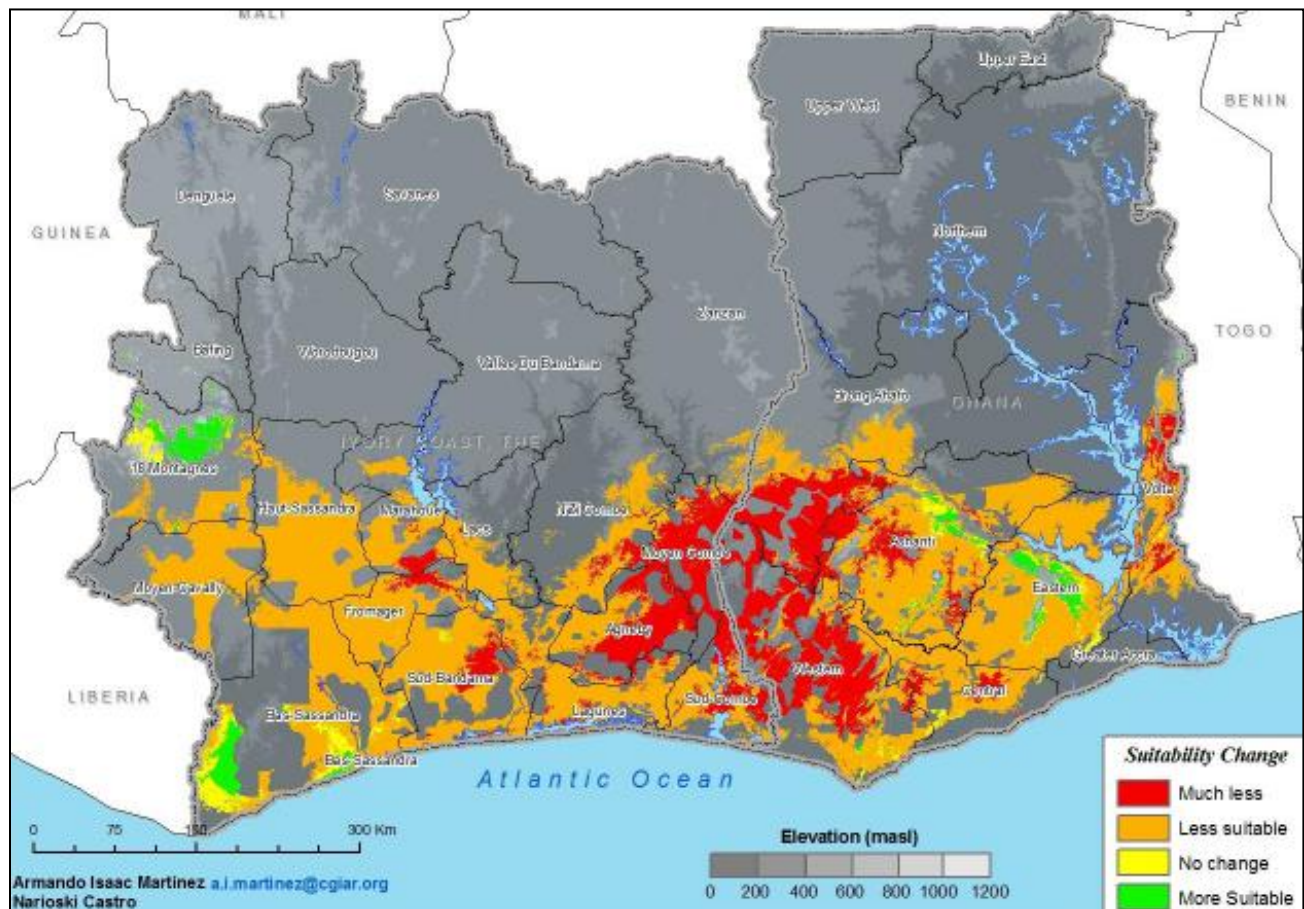 MALI
Upper East
Upper West
BENIN
Denguele
Savanes
GUINEA
Northern
Zanzan
TOGO
Bafing
Worodougou
Vallee Du Bandama
Brong Ahafo
GHANA
IVORY COAST, THE
18 Montagnes
Haut-Sassandra
Marahoue
Lacs
N'Zi Comoe
Volta
Moyen Comoe
Ashanti
Moyen-Cavally
Fromager
Eastern
Agneby
Greater Accra
Western
Sud-Bandama
Sud-Comoe
Central
LIBERIA
Lagunes
Bas-Sassandra
Bas-Sassandra
Atlantic Ocean
Suitability Change
Much less
Less suitable
No change
More Suitable
0 75 150 300 Km
Elevation (masl)
0 200 400 600 800 1000 1200
Armando Isaac Martinez a.i.martinez@cgiar.org
Narioski Castro